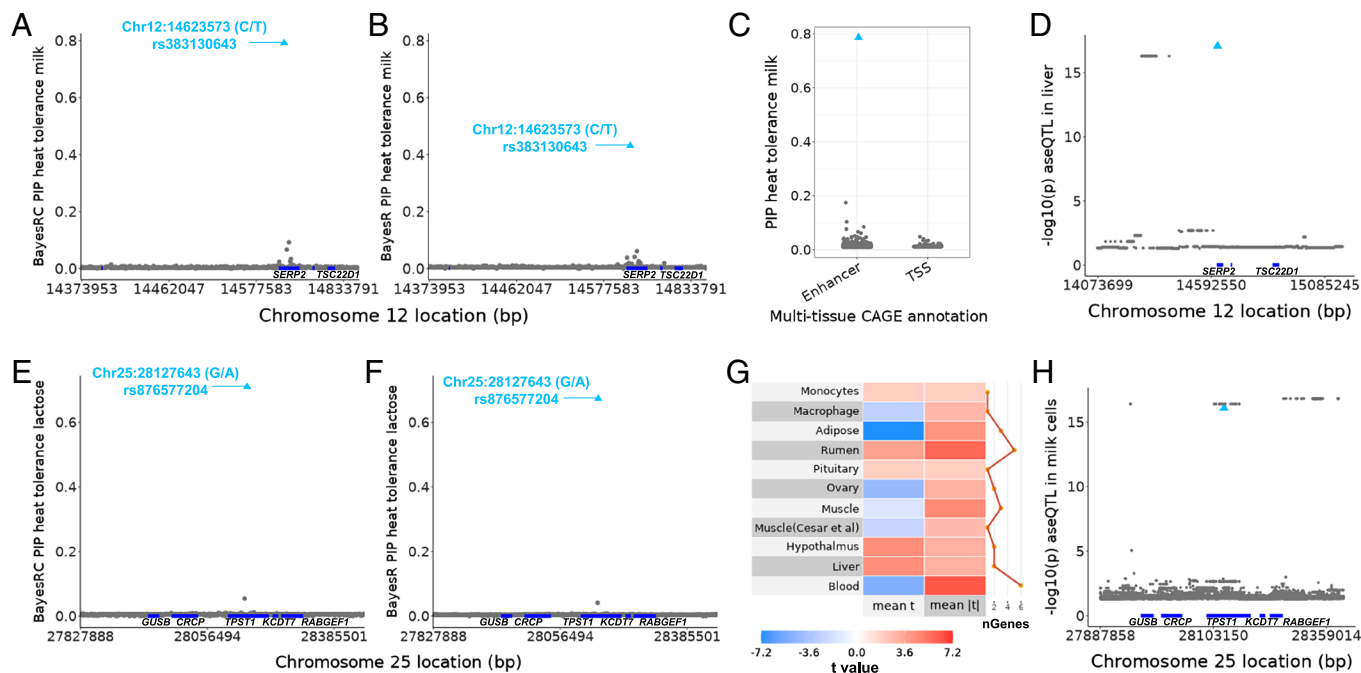 A
BayesRC PIP heat tolerance milk
0.8
0.6
0.4
0.2
0.0
Chr12:14623573 (C/T)
rs383130643
SERP2 TSC22D1
14373953 14462047 14577583 14833791
Chromosome 12 location (bp)
B
BayesR PIP heat tolerance milk
0.8
0.6
0.4
0.2
0.0
Chr12:14623573 (C/T)
rs383130643
SERP2 TSC22D1
14373953 14462047 14577583 14833791
Chromosome 12 location (bp)
C
PIP heat tolerance milk
0.8
0.6
0.4
0.2
0.0
Enhancer
TSS
Multi-tissue CAGE annotation
D
-log10(p) aseQTL in liver
15
10
5
0
SERP2 TSC22D1
14073699 14592550 15085245
Chromosome 12 location (bp)
E
BayesRC PIP heat tolerance lactose
0.6
0.4
0.2
0.0
Chr25:28127643 (G/A)
rs876577204
GUSB CRCP TPST1 KCDT7 RABGEF1
27827888 28056494 28385501
Chromosome 25 location (bp)
F
BayesR PIP heat tolerance lactose
0.6
0.4
0.2
0.0
Chr25:28127643 (G/A)
rs876577204
GUSB CRCP TPST1 KCDT7 RABGEF1
27827888 28056494 28385501
Chromosome 25 location (bp)
G
Monocytes
Macrophage
Adipose
Rumen
Pituitary
Ovary
Muscle
Muscle(Cesar et al)
Hypothalmus
Liver
Blood
mean t mean |t| 2 4 6
nGenes
-7.2 -3.6 0.0 3.6 7.2
t value
H
-log10(p) aseQTL in milk cells
15
10
5
0
GUSB CRCP TPST1 KCDT7 RABGEF1
27887858 28103150 28359014
Chromosome 25 location (bp)